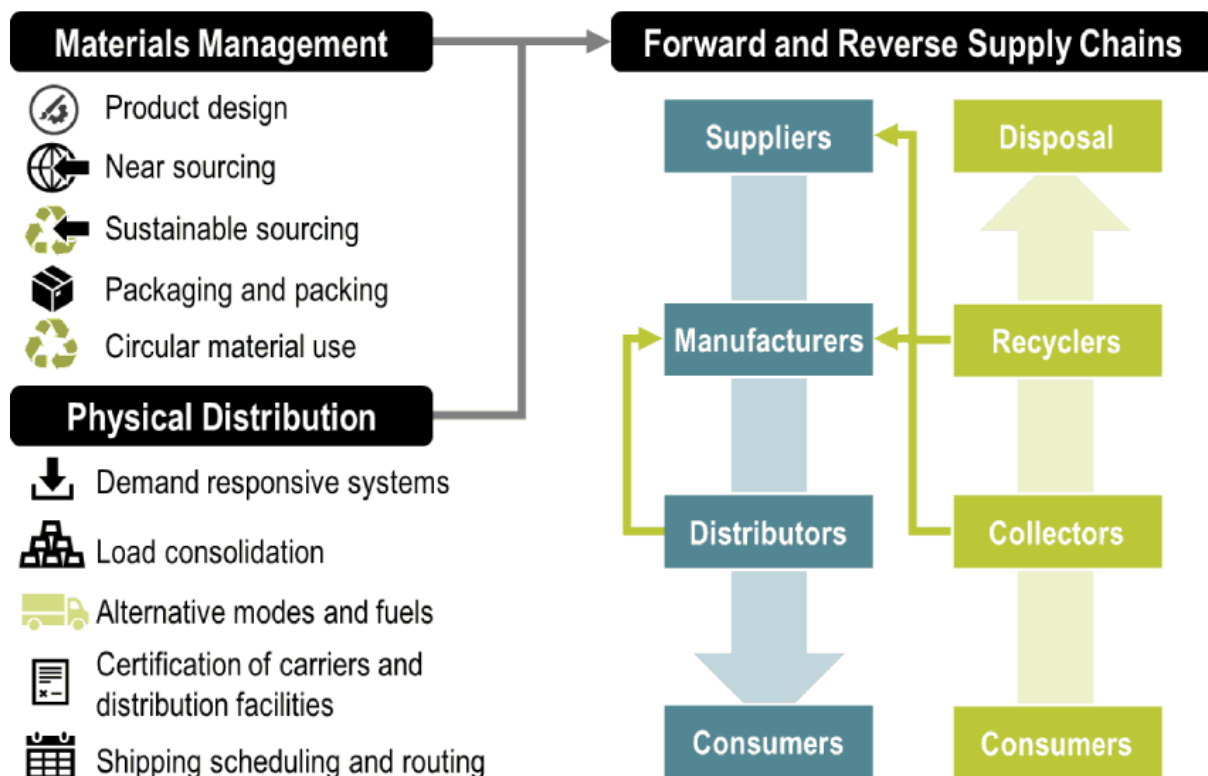 Materials Management
Product design
Near sourcing
Sustainable sourcing
Packaging and packing
Circular material use
Physical Distribution
Demand responsive systems
Load consolidation
Alternative modes and fuels
Certification of carriers and
distribution facilities
Shipping scheduling and routing
Forward and Reverse Supply Chains
Suppliers
Disposal
Manufacturers
Recyclers
Distributors
Collectors
Consumers
Consumers